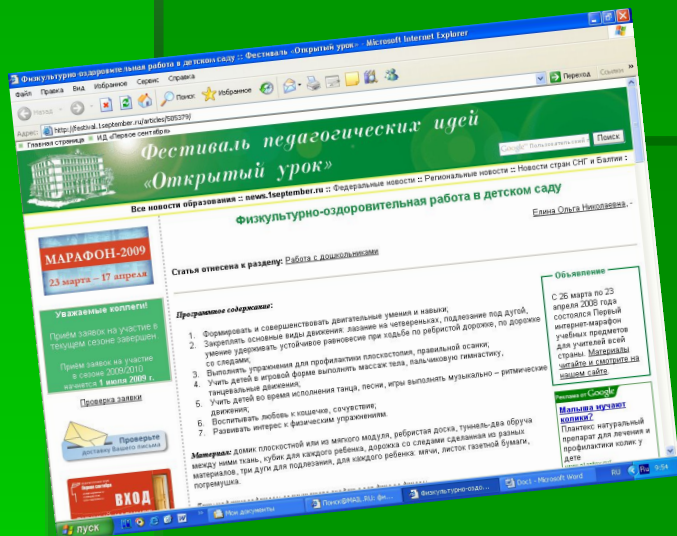 Физкультурно-оздоровительная работа в детском саду :: Фестиваль «Открытый урок» - Microsoft Internet Explorer
Файл Правка Вид Избранное Сервис Справка
Назад Поиск Избранное
Адрес: http://festival.1september.ru/articles/505379/ Переход Ссылки »
Главная страница ИД «Первое сентября»
Фестиваль педагогических идей
«Открытый урок»
Google Пользовательский Поиск
Все новости образования :: news.1september.ru :: Федеральные новости :: Региональные новости :: Новости стран СНГ и Балтии :
Физкультурно-оздоровительная работа в детском саду
Елина Ольга Николаевна, -
Статья отнесена к разделу: Работа с дошкольниками
МАРАФОН-2009
23 марта – 17 апреля
Уважаемые коллеги!
Приём заявок на участие в
текущем сезоне завершен.
Приём заявок на участие
в сезоне 2009/2010
начнется 1 июля 2009 г.
Проверка заявки
Проверьте
доставку Вашего письма
ВХОД
Программное содержание:
1. Формировать и совершенствовать двигательные умения и навыки;
2. Закреплять основные виды движения: лазание на четвереньках, подлезание под дугой,
умение удерживать устойчивое равновесие при ходьбе по ребристой дорожке, по дорожке
со следами;
3. Выполнять упражнения для профилактики плоскостопия, правильной осанки;
4. Учить детей в игровой форме выполнять массаж тела, пальчиковую гимнастику,
танцевальные движения;
5. Учить детей во время исполнения танца, песни, игры выполнять музыкально – ритмические
движения;
6. Воспитывать любовь к кошечке, сочувствие;
7. Развивать интерес к физическим упражнениям.
Материал: домик плоскостной или из мягкого модуля, ребристая доска, туннель-два обруча
между ними ткань, кубик для каждого ребенка, дорожка со следами сделанная из разных
материалов, три дуги для подлезания, для каждого ребенка: мячи, листок газетной бумаги,
погремушка.
Объявление
С 26 марта по 23
апреля 2008 года
состоялся Первый
интернет-марафон
учебных предметов
для учителей всей
страны. Материалы
читайте и смотрите на
нашем сайте.
Реклама от Google
Малыша мучают
колики?
Плантекс: натуральный
препарат для лечения и
профилактики колик у
дете
пуск Мои документы Поиск@MAIL.RU: фи... Физкультурно-оздо... Doc1 - Microsoft Word RU 9:54